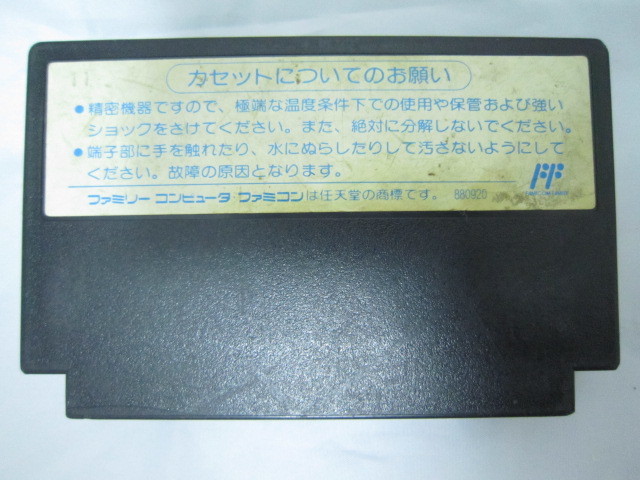 11
カセットについてのお願い
●精密機器ですので、極端な温度条件下での使用や保管および強い
ショックをさけてください。また、絶対に分解しないでください。
●端子部に手を触れたり、水にぬらしたりして汚さないようにして
ください。故障の原因となります。
ファミリー コンピュータ ファミコンは任天堂の商標です。 880920